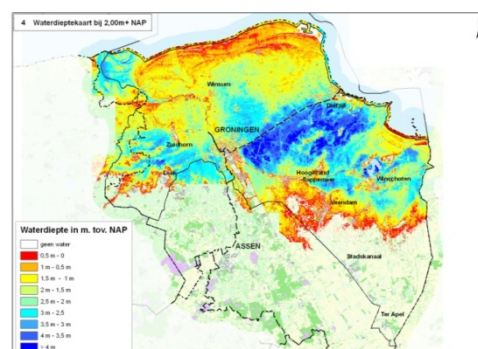 4 Waterdieptekaart bij 2,00m+ NAP
Winsum
Delfzijl
GRONINGEN
Zuidhorn
Leek
Hoogezand
Sappemeer
Winschoten
Veendam
ASSEN
Stadskanaal
Ter Apel
Waterdiepte in m. tov. NAP
geen water
0,5 m - 0
1 m - 0,5 m
1,5 m - 1 m
2 m - 1,5 m
2,5 m - 2 m
3 m - 2,5
3,5 m - 3 m
4 m - 3,5 m
> 4 m